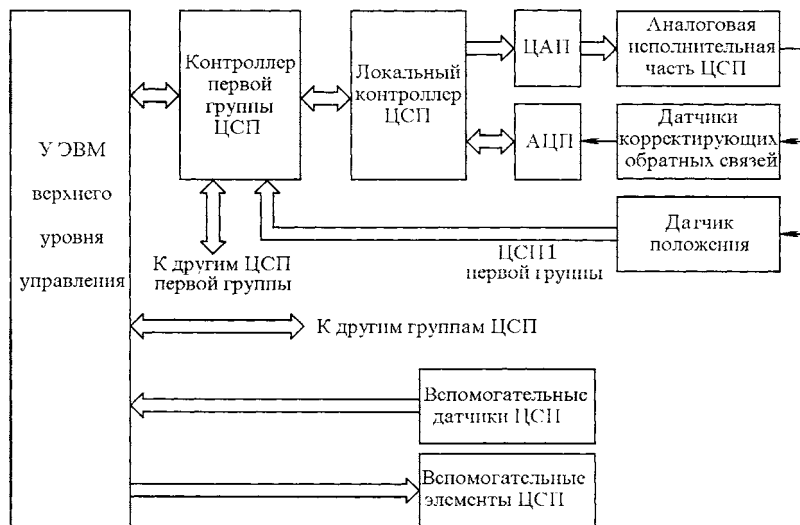 У ЭВМ
верхнего
уровня
управления
Контроллер
первой
группы
ЦСП
Локальный
контроллер
ЦСП
ЦАП
Аналоговая
исполнительная
часть ЦСП
АЦП
Датчики
корректирующих
обратных связей
Датчик
положения
ЦСП 1
первой группы
К другим ЦСП
первой группы
К другим группам ЦСП
Вспомогательные
датчики ЦСП
Вспомогательные
элементы ЦСП